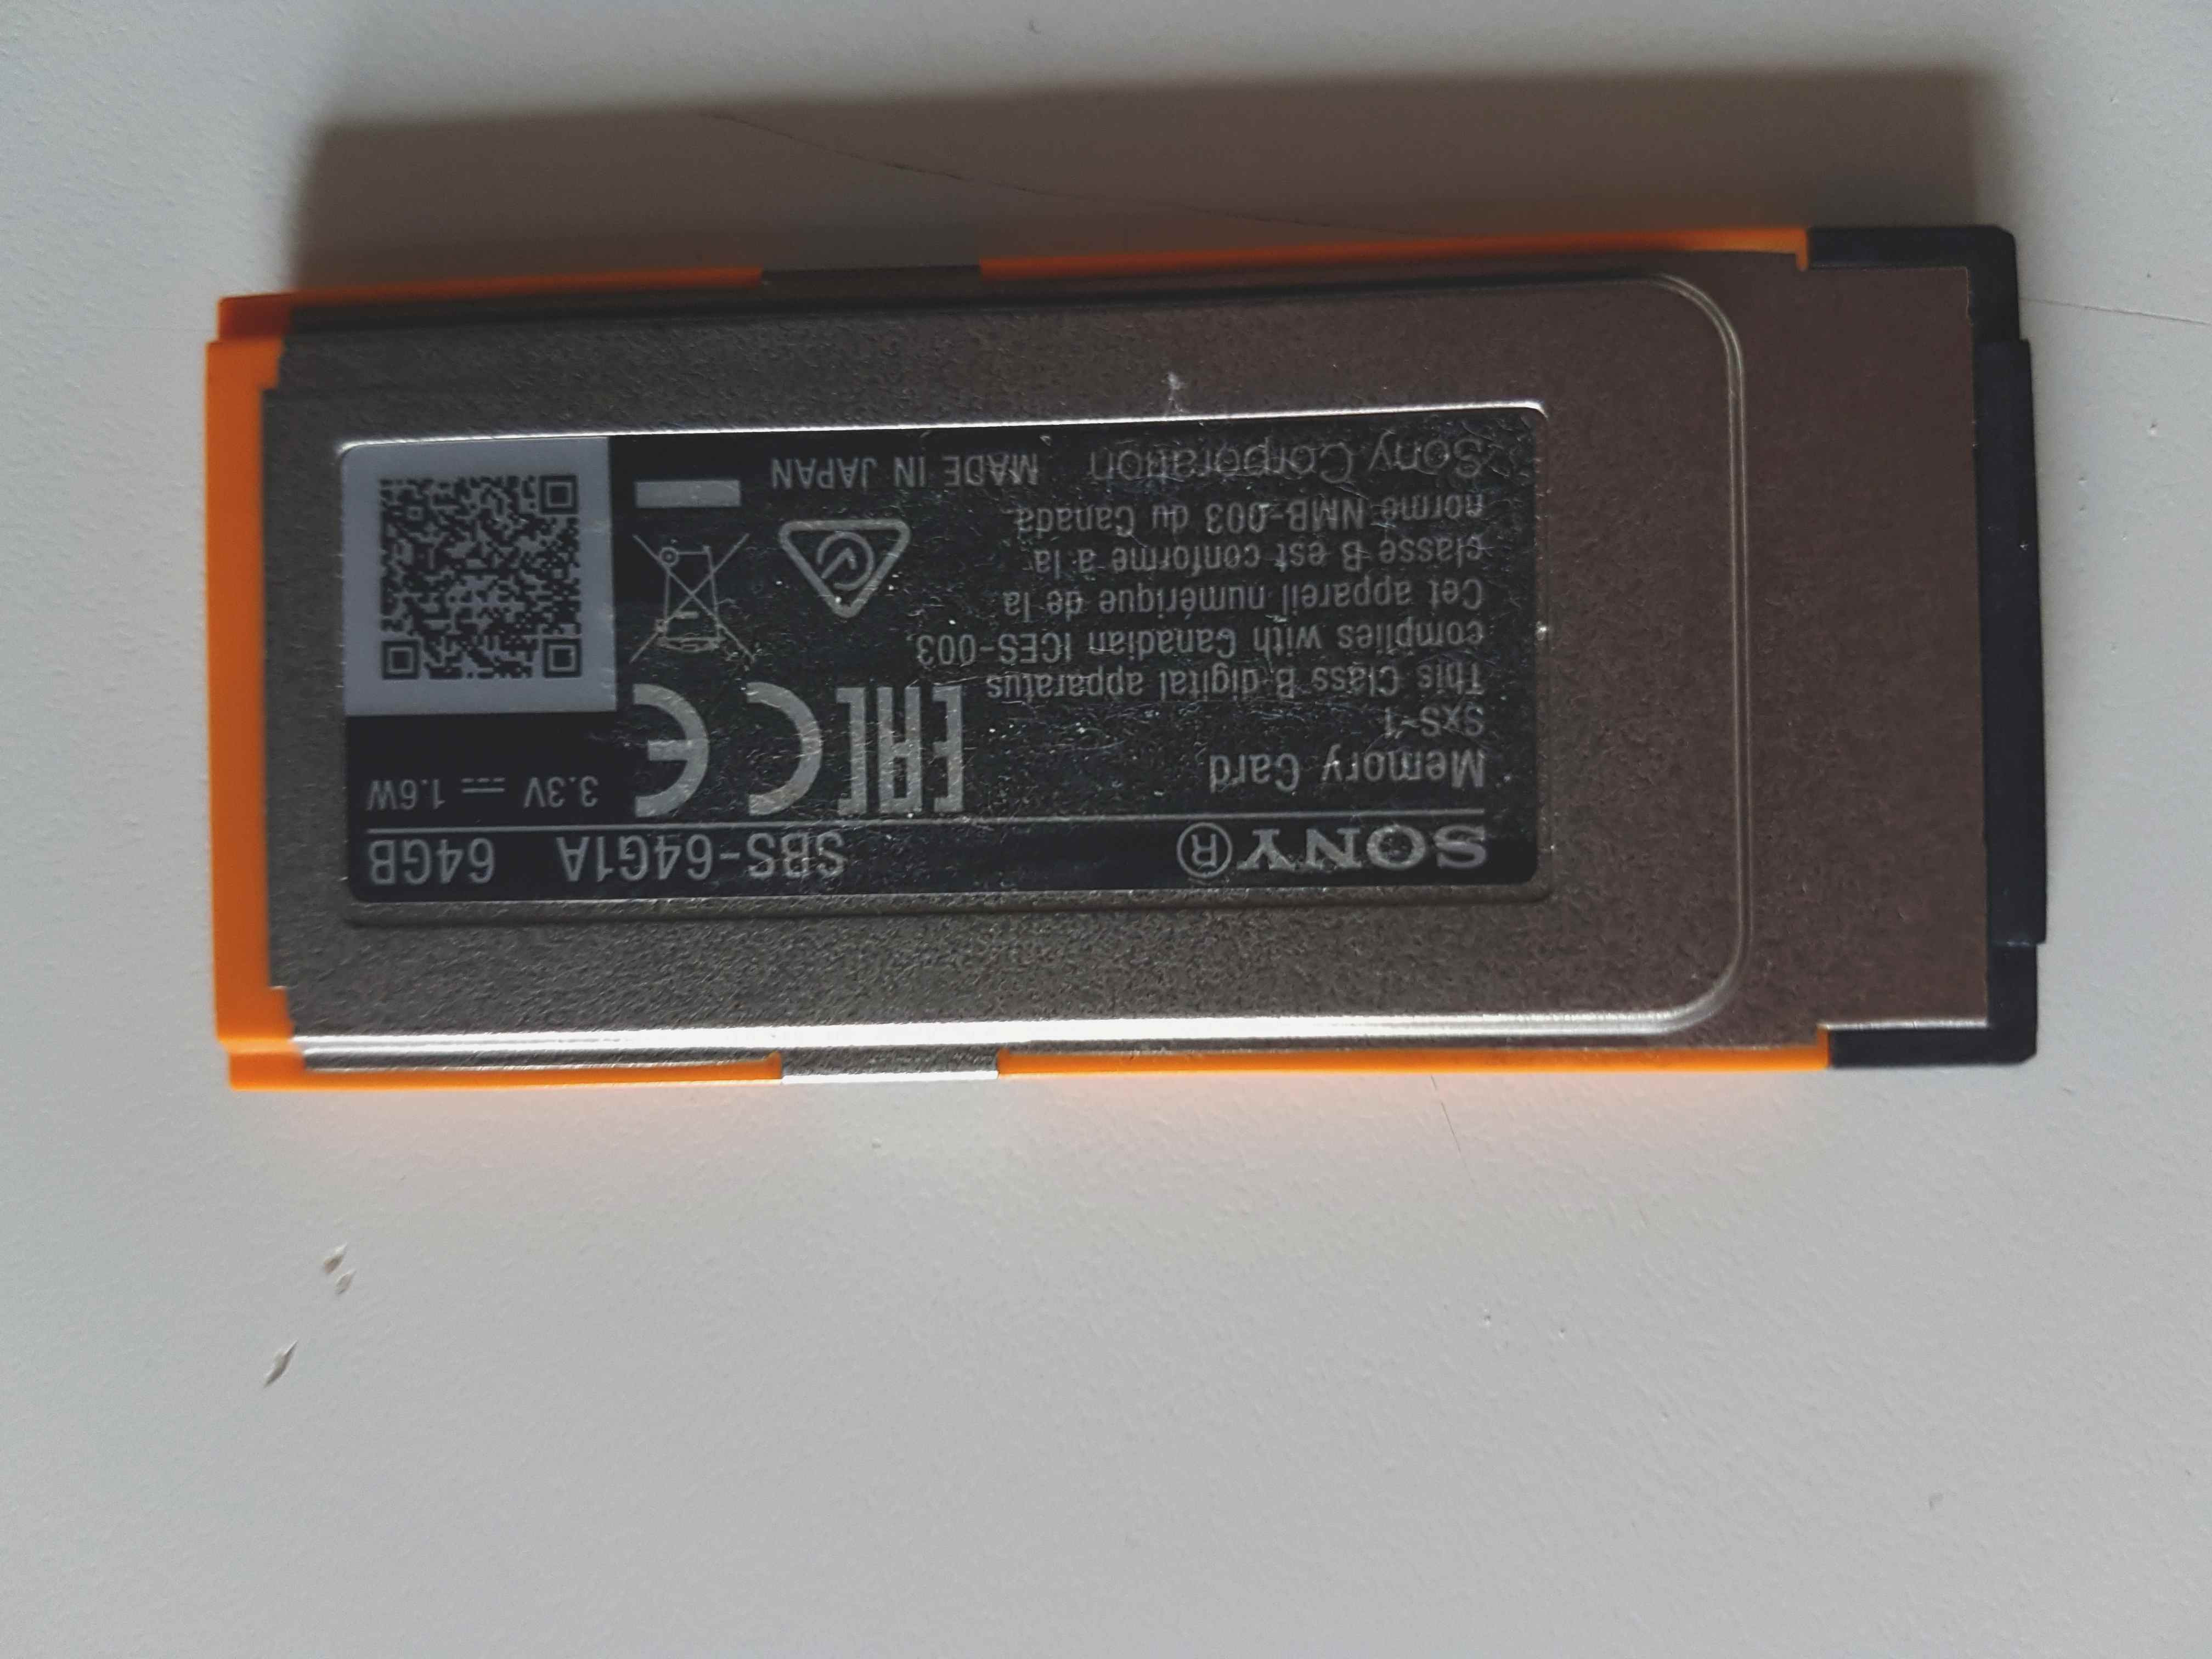 SONY® SBS-64G1A 64GB
Memory Card
SxS-1
3.3V 1.6W
This Class B digital apparatus
complies with Canadian ICES-003.
Cet appareil numérique de la
classe B est conforme à la
norme NMB-003 du Canada.
Sony Corporation MADE IN JAPAN
EAC CE